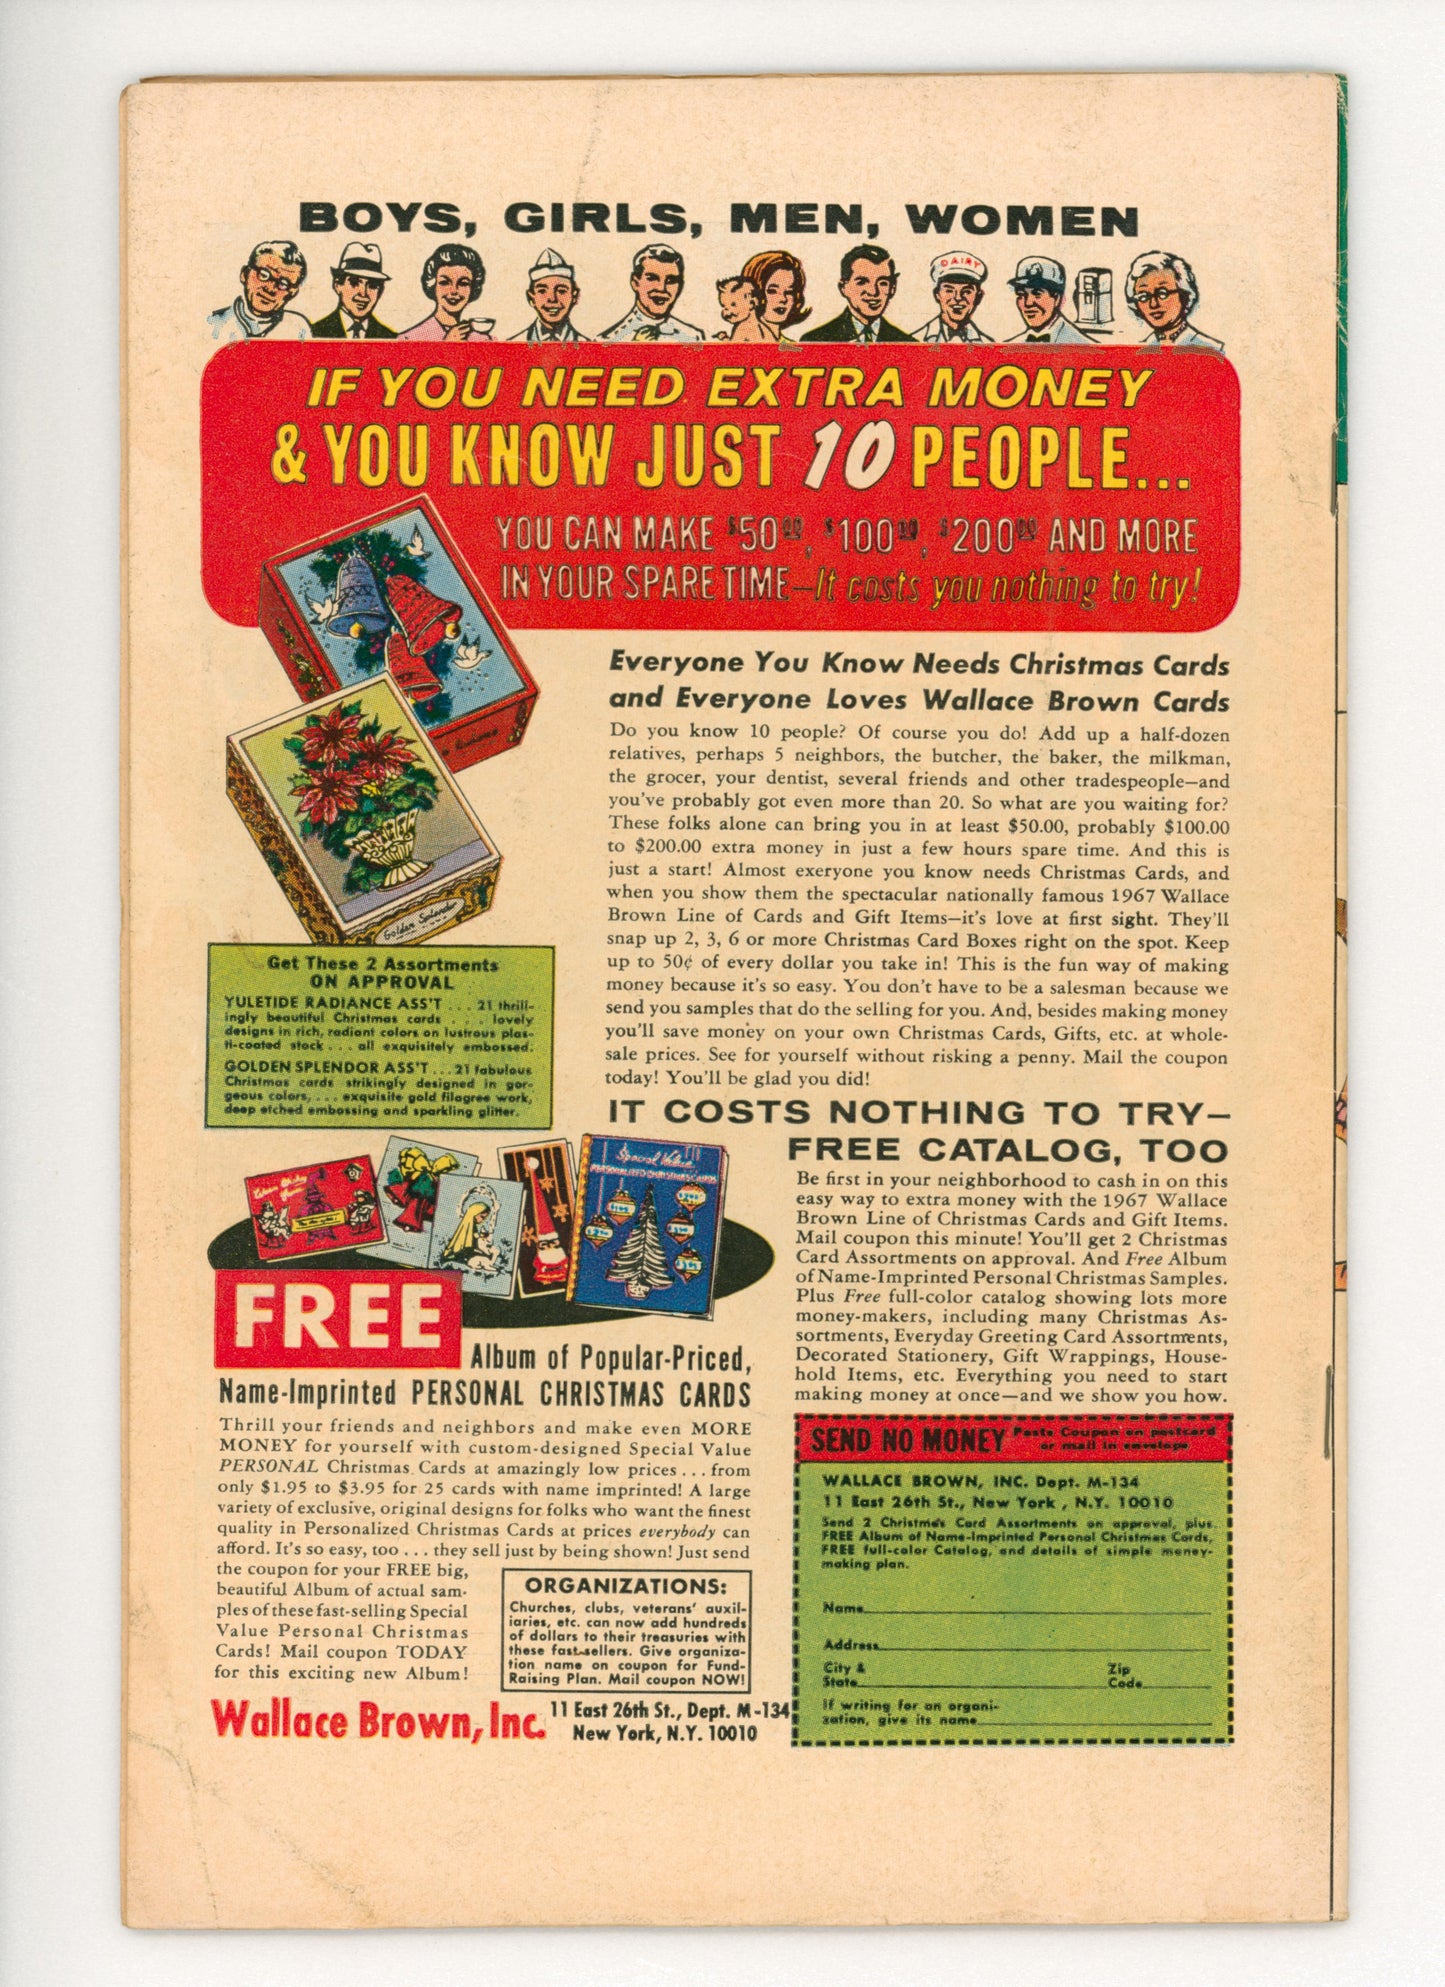 BOYS, GIRLS, MEN, WOMEN
DAIRY
IF YOU NEED EXTRA MONEY
& YOU KNOW JUST 10 PEOPLE...
YOU CAN MAKE $50.00, $100.00, $200.00 AND MORE
IN YOUR SPARE TIME—It costs you nothing to try!
Everyone You Know Needs Christmas Cards
and Everyone Loves Wallace Brown Cards
Do you know 10 people? Of course you do! Add up a half-dozen
relatives, perhaps 5 neighbors, the butcher, the baker, the milkman,
the grocer, your dentist, several friends and other tradespeople—and
you've probably got even more than 20. So what are you waiting for?
These folks alone can bring you in at least $50.00, probably $100.00
to $200.00 extra money in just a few hours spare time. And this is
just a start! Almost exeryone you know needs Christmas Cards, and
when you show them the spectacular nationally famous 1967 Wallace
Brown Line of Cards and Gift Items—it's love at first sight. They'll
snap up 2, 3, 6 or more Christmas Card Boxes right on the spot. Keep
up to 50¢ of every dollar you take in! This is the fun way of making
money because it's so easy. You don't have to be a salesman because we
send you samples that do the selling for you. And, besides making money
you'll save money on your own Christmas Cards, Gifts, etc. at whole-
sale prices. See for yourself without risking a penny. Mail the coupon
today! You'll be glad you did!
Radiance
Golden Splendor
Get These 2 Assortments
ON APPROVAL
YULETIDE RADIANCE ASS'T . . . 21 thrill-
ingly beautiful Christmas cards . . . lovely
designs in rich, radiant colors on lustrous plas-
ti-coated stock . . . all exquisitely embossed.
GOLDEN SPLENDOR ASS'T . . . 21 fabulous
Christmas cards strikingly designed in gor-
geous colors, . . . exquisite gold filagree work,
deep etched embossing and sparkling glitter.
IT COSTS NOTHING TO TRY—
FREE CATALOG, TOO
Be first in your neighborhood to cash in on this
easy way to extra money with the 1967 Wallace
Brown Line of Christmas Cards and Gift Items.
Mail coupon this minute! You'll get 2 Christmas
Card Assortments on approval. And Free Album
of Name-Imprinted Personal Christmas Samples.
Plus Free full-color catalog showing lots more
money-makers, including many Christmas As-
sortments, Everyday Greeting Card Assortments,
Decorated Stationery, Gift Wrappings, House-
hold Items, etc. Everything you need to start
making money at once—and we show you how.
Special Value
PERSONALIZED CHRISTMAS CARDS
FREE
Album of Popular-Priced,
Name-Imprinted PERSONAL CHRISTMAS CARDS
Thrill your friends and neighbors and make even MORE
MONEY for yourself with custom-designed Special Value
PERSONAL Christmas Cards at amazingly low prices . . . from
only $1.95 to $3.95 for 25 cards with name imprinted! A large
variety of exclusive, original designs for folks who want the finest
quality in Personalized Christmas Cards at prices everybody can
afford. It's so easy, too . . . they sell just by being shown! Just send
the coupon for your FREE big,
beautiful Album of actual sam-
ples of these fast-selling Special
Value Personal Christmas
Cards! Mail coupon TODAY
for this exciting new Album!
ORGANIZATIONS:
Churches, clubs, veterans' auxil-
iaries, etc. can now add hundreds
of dollars to their treasuries with
these fast-sellers. Give organiza-
tion name on coupon for Fund-
Raising Plan. Mail coupon NOW!
Wallace Brown, Inc.
11 East 26th St., Dept. M-134
New York, N.Y. 10010
SEND NO MONEY
Paste Coupon on postcard
or mail in envelope
WALLACE BROWN, INC. Dept. M-134
11 East 26th St., New York , N.Y. 10010
Send 2 Christmas Card Assortments on approval, plus
FREE Album of Name-Imprinted Personal Christmas Cards,
FREE full-color Catalog, and details of simple money-
making plan.
Name
Address
City & Zip
State Code
If writing for an organi-
zation, give its name